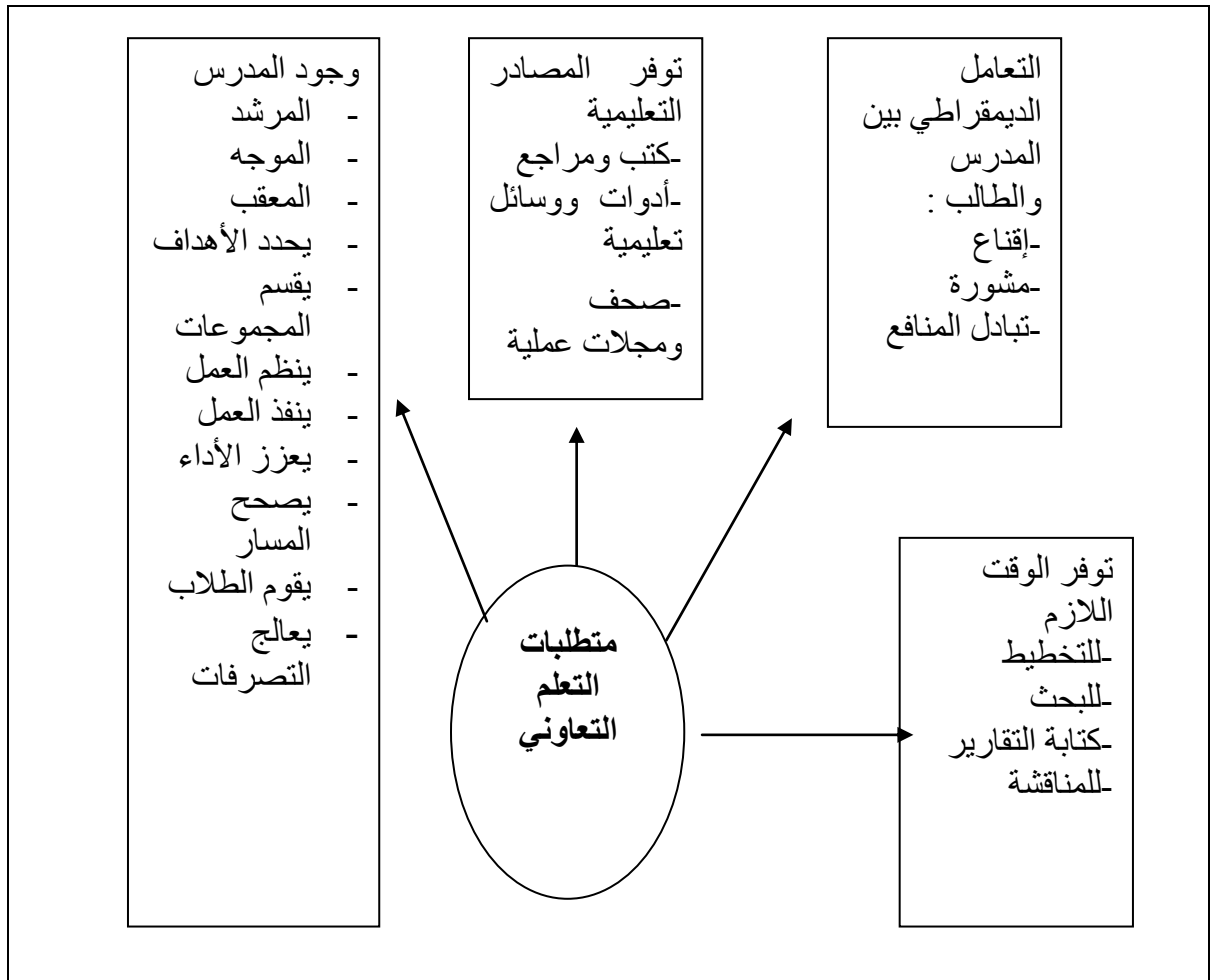 التعامل
الديمقراطي بين
المدرس
والطالب :
-إقناع
-مشورة
-تبادل المنافع
توفر المصادر
التعليمية
-كتب ومراجع
-أدوات ووسائل
تعليمية
-صحف
ومجلات عملية
وجود المدرس
- المرشد
- الموجه
- المعقب
- يحدد الأهداف
- يقسم
المجموعات
- ينظم العمل
- ينفذ العمل
- يعزز الأداء
- يصحح
المسار
- يقوم الطلاب
- يعالج
التصرفات
توفر الوقت
اللازم
-للتخطيط
-للبحث
-كتابة التقارير
-للمناقشة
متطلبات
التعلم
التعاوني